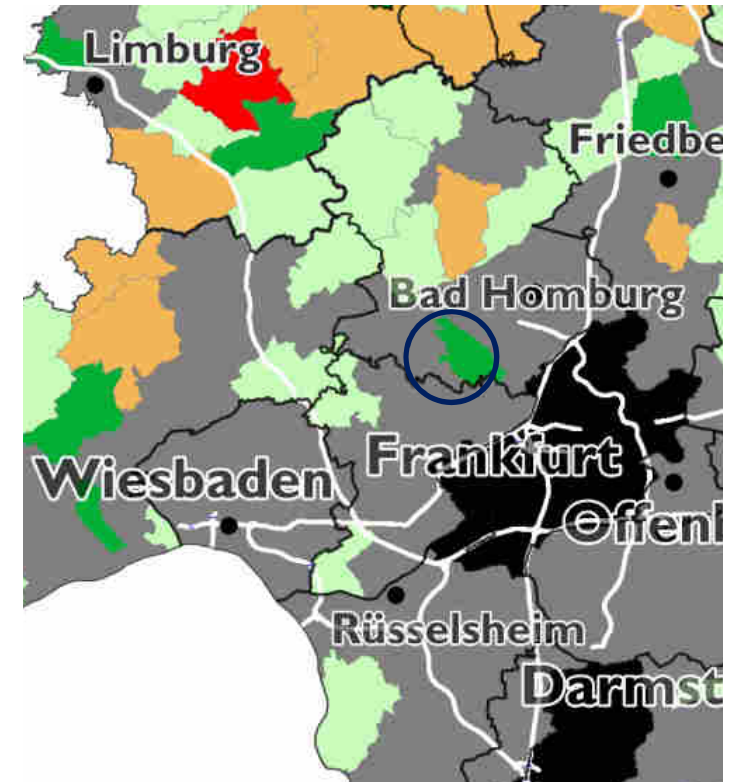 Limburg
Friedbe
Bad Homburg
Wiesbaden
Frankfurt
Offenb
Rüsselsheim
Darmst